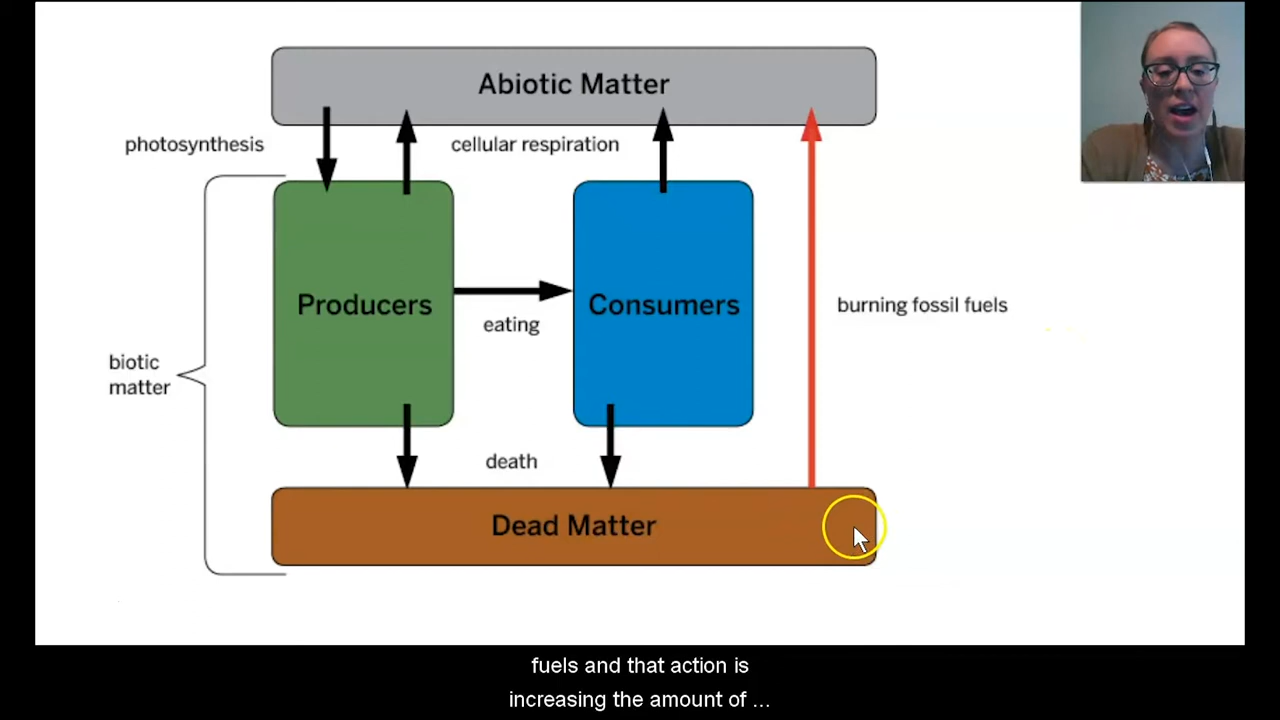 Abiotic Matter
photosynthesis
cellular respiration
Producers
eating
Consumers
burning fossil fuels
biotic
matter
death
Dead Matter
fuels and that action is
increasing the amount of ...